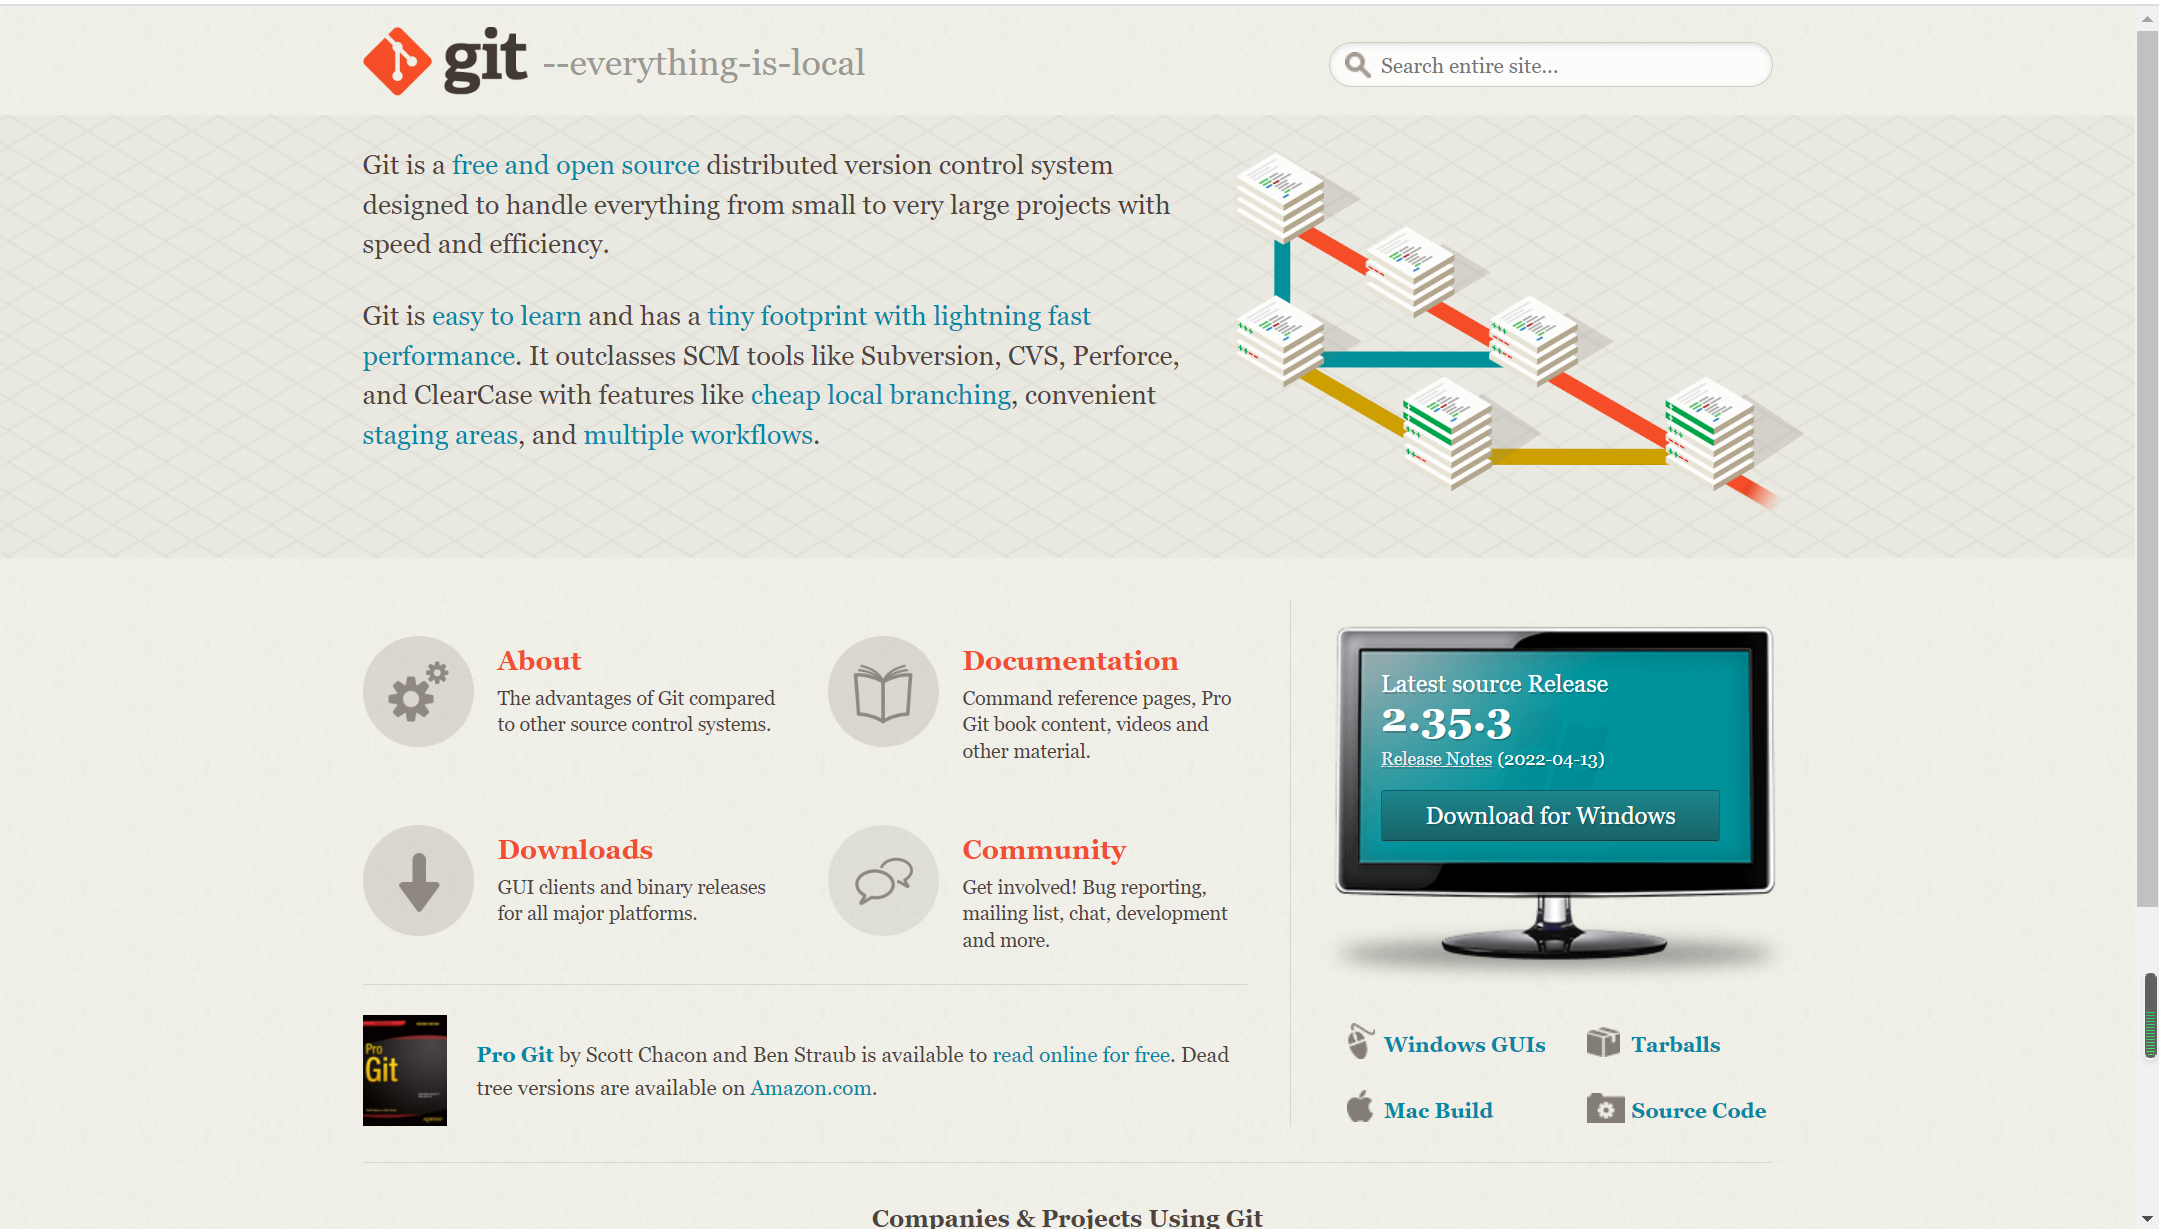 git --everything-is-local
Search entire site...
Git is a free and open source distributed version control system
designed to handle everything from small to very large projects with
speed and efficiency.
Git is easy to learn and has a tiny footprint with lightning fast
performance. It outclasses SCM tools like Subversion, CVS, Perforce,
and ClearCase with features like cheap local branching, convenient
staging areas, and multiple workflows.
About
The advantages of Git compared
to other source control systems.
Documentation
Command reference pages, Pro
Git book content, videos and
other material.
Downloads
GUI clients and binary releases
for all major platforms.
Community
Get involved! Bug reporting,
mailing list, chat, development
and more.
Pro
Git
Pro Git by Scott Chacon and Ben Straub is available to read online for free. Dead
tree versions are available on Amazon.com.
Latest source Release
2.35.3
Release Notes (2022-04-13)
Download for Windows
Windows GUIs
Tarballs
Mac Build
Source Code
Companies & Projects Using Git